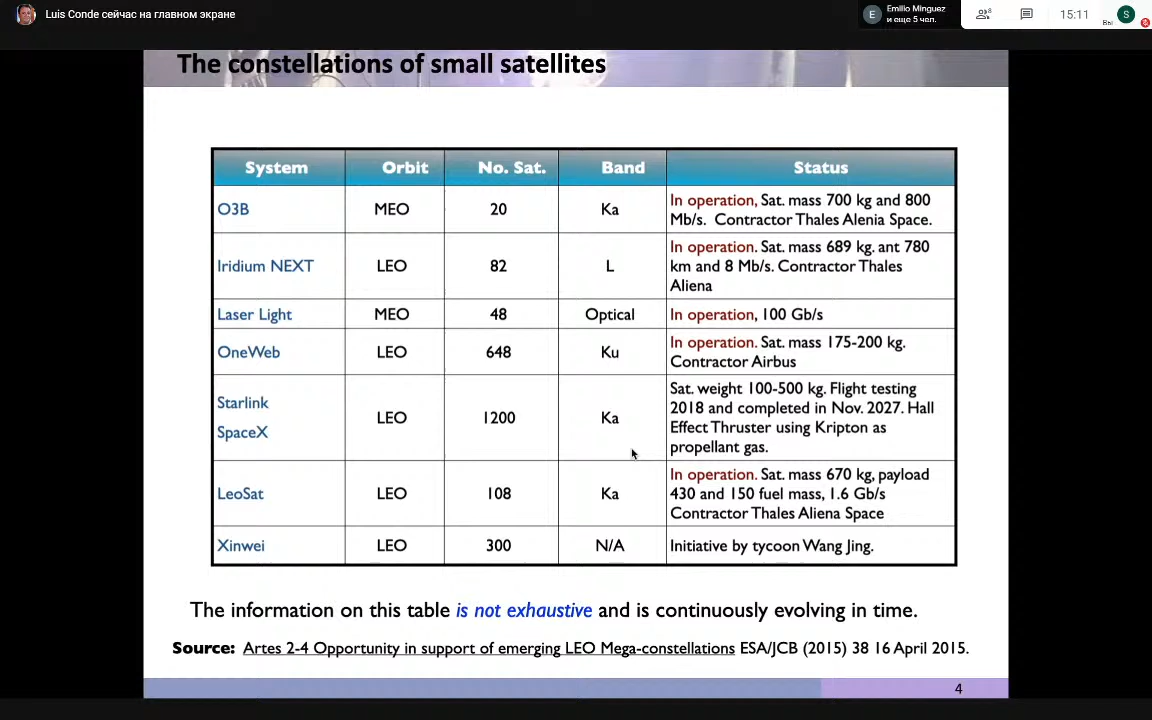 Luis Conde сейчас на главном экране
E
Emilio Minguez
и еще 5 чел.
8
15:11
Вы
S
The constellations of small satellites
System Orbit No. Sat. Band Status
O3B MEO 20 Ka In operation, Sat. mass 700 kg and 800
Mb/s. Contractor Thales Alenia Space.
Iridium NEXT LEO 82 L In operation. Sat. mass 689 kg. ant 780
km and 8 Mb/s. Contractor Thales
Aliena
Laser Light MEO 48 Optical In operation, 100 Gb/s
OneWeb LEO 648 Ku In operation. Sat. mass 175-200 kg.
Contractor Airbus
Starlink
SpaceX LEO 1200 Ka Sat. weight 100-500 kg. Flight testing
2018 and completed in Nov. 2027. Hall
Effect Thruster using Kripton as
propellant gas.
LeoSat LEO 108 Ka In operation. Sat. mass 670 kg, payload
430 and 150 fuel mass, 1.6 Gb/s
Contractor Thales Aliena Space
Xinwei LEO 300 N/A Initiative by tycoon Wang Jing.
The information on this table is not exhaustive and is continuously evolving in time.
Source: Artes 2-4 Opportunity in support of emerging LEO Mega-constellations ESA/JCB (2015) 38 16 April 2015.
4